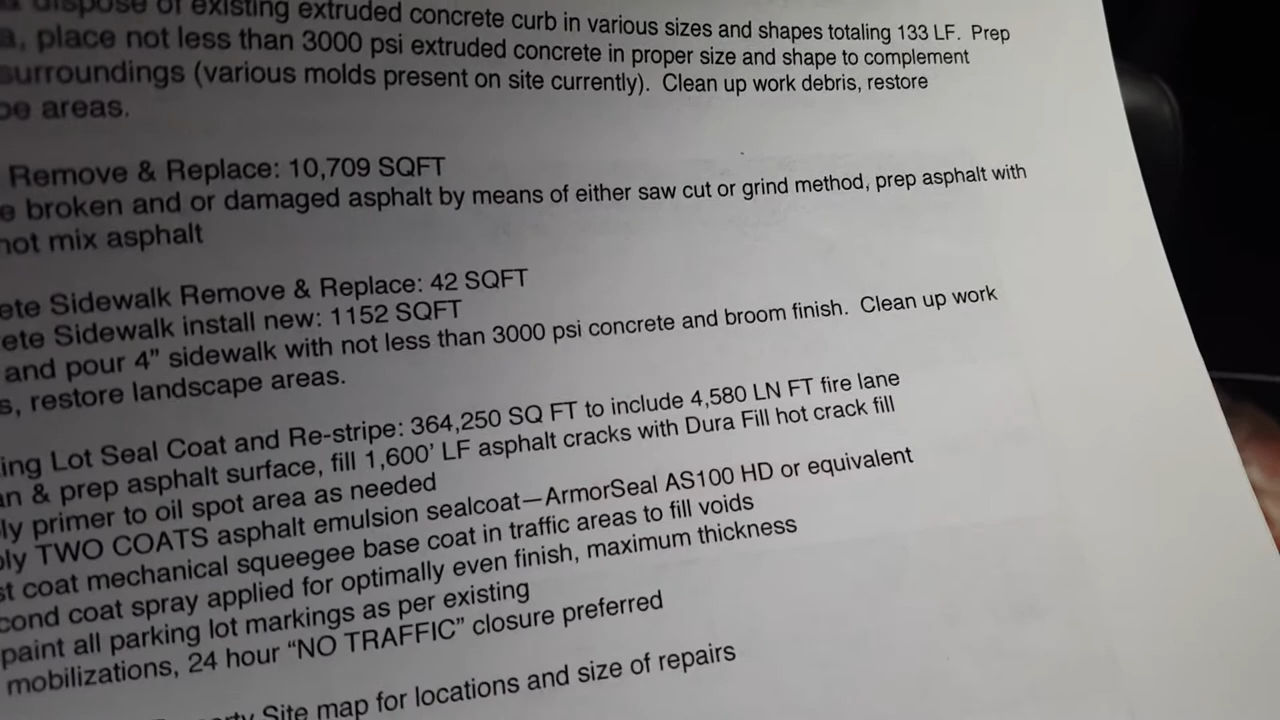 dispose of existing extruded concrete curb in various sizes and shapes totaling 133 LF. Prep
a, place not less than 3000 psi extruded concrete in proper size and shape to complement
surroundings (various molds present on site currently). Clean up work debris, restore
pe areas.
Remove & Replace: 10,709 SQFT
e broken and or damaged asphalt by means of either saw cut or grind method, prep asphalt with
hot mix asphalt
ete Sidewalk Remove & Replace: 42 SQFT
ete Sidewalk install new: 1152 SQFT
and pour 4” sidewalk with not less than 3000 psi concrete and broom finish. Clean up work
s, restore landscape areas.
ing Lot Seal Coat and Re-stripe: 364,250 SQ FT to include 4,580 LN FT fire lane
an & prep asphalt surface, fill 1,600’ LF asphalt cracks with Dura Fill hot crack fill
ly primer to oil spot area as needed
ply TWO COATS asphalt emulsion sealcoat—ArmorSeal AS100 HD or equivalent
st coat mechanical squeegee base coat in traffic areas to fill voids
cond coat spray applied for optimally even finish, maximum thickness
paint all parking lot markings as per existing
mobilizations, 24 hour “NO TRAFFIC” closure preferred
Site map for locations and size of repairs